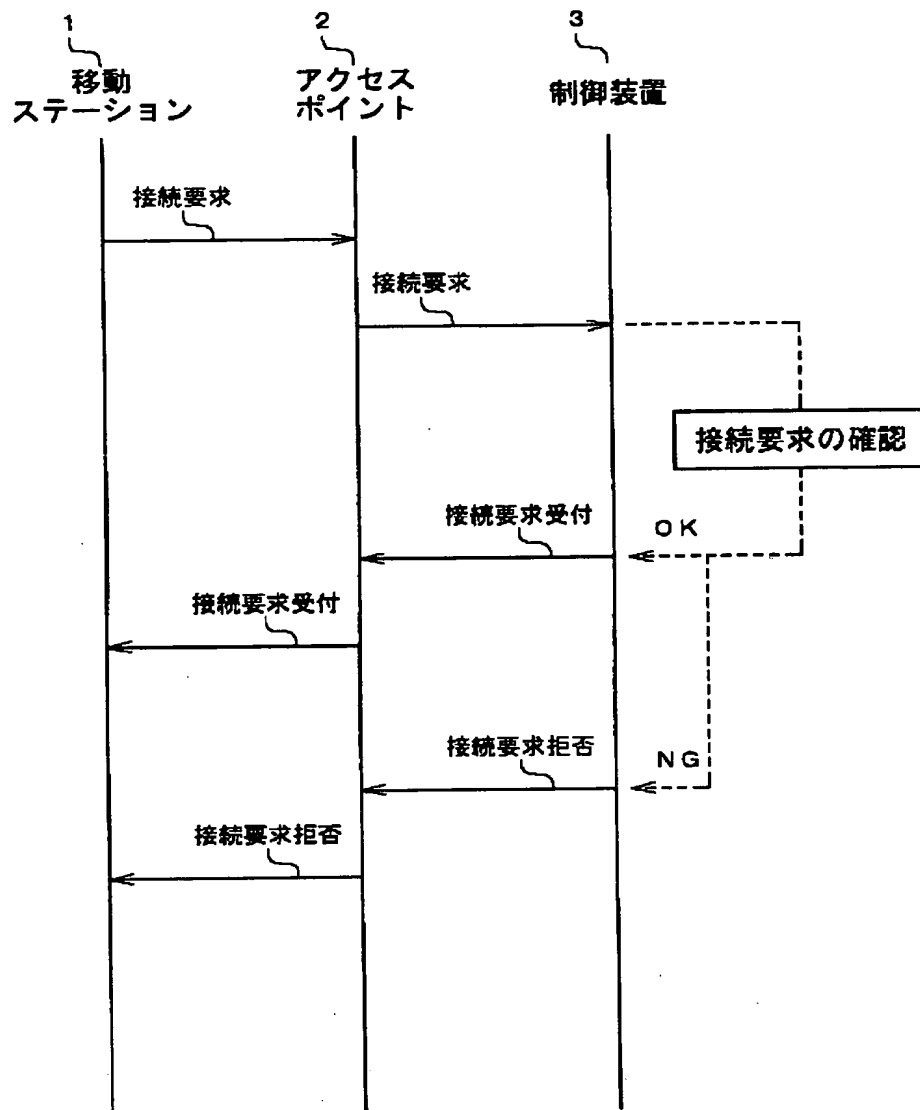 1
移動
ステーション
2
アクセス
ポイント
3
制御装置
接続要求
接続要求
接続要求の確認
接続要求受付
OK
接続要求受付
接続要求拒否
NG
接続要求拒否